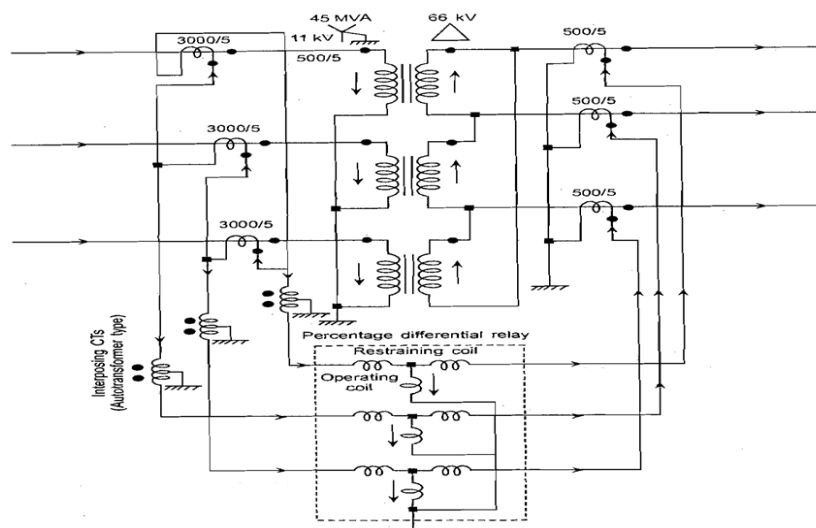 45 MVA
66 kV
11 kV
3000/5
500/5
500/5
3000/5
500/5
500/5
3000/5
Interposing CTs
(Autotransformer type)
Percentage differential relay
Restraining coil
Operating
coil